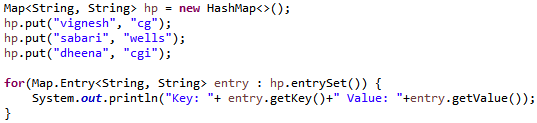 Map<String, String> hp = new HashMap<>();
hp.put("vignesh", "cg");
hp.put("sabari", "wells");
hp.put("dheena", "cgi");
for(Map.Entry<String, String> entry : hp.entrySet()) {
System.out.println("Key: "+ entry.getKey()+" Value: "+entry.getValue());
}